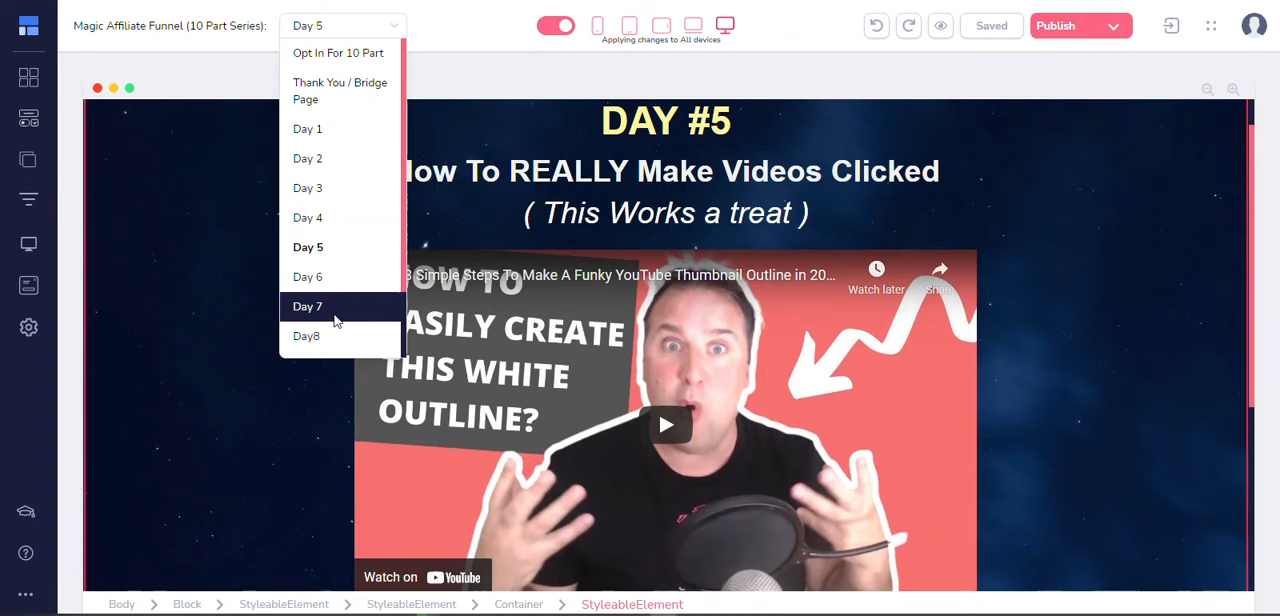 Magic Affiliate Funnel (10 Part Series):
Day 5
Applying changes to All devices
Saved
Publish
Opt In For 10 Part
Thank You / Bridge
Page
Day 1
Day 2
Day 3
Day 4
Day 5
Day 6
Day 7
Day8
DAY #5
How To REALLY Make Videos Clicked
( This Works a treat )
3 Simple Steps To Make A Funky YouTube Thumbnail Outline in 20...
Watch later
Share
HOW TO
EASILY CREATE
THIS WHITE
OUTLINE?
Watch on YouTube
Body > Block > StyleableElement > StyleableElement > Container > StyleableElement